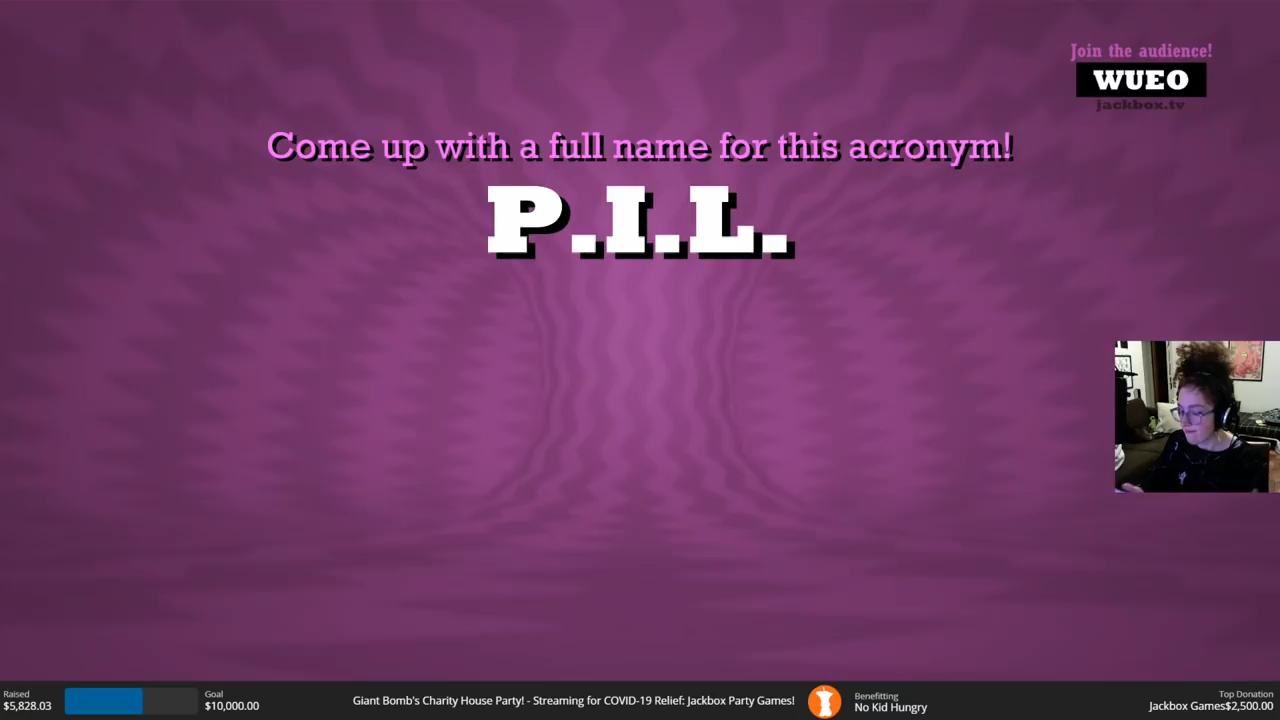 Join the audience!
WUEO
jackbox.tv
Come up with a full name for this acronym!
P.I.L.
Raised
$5,828.03
Goal
$10,000.00
Giant Bomb's Charity House Party! - Streaming for COVID-19 Relief: Jackbox Party Games!
Benefitting
No Kid Hungry
Top Donation
Jackbox Games$2,500.00